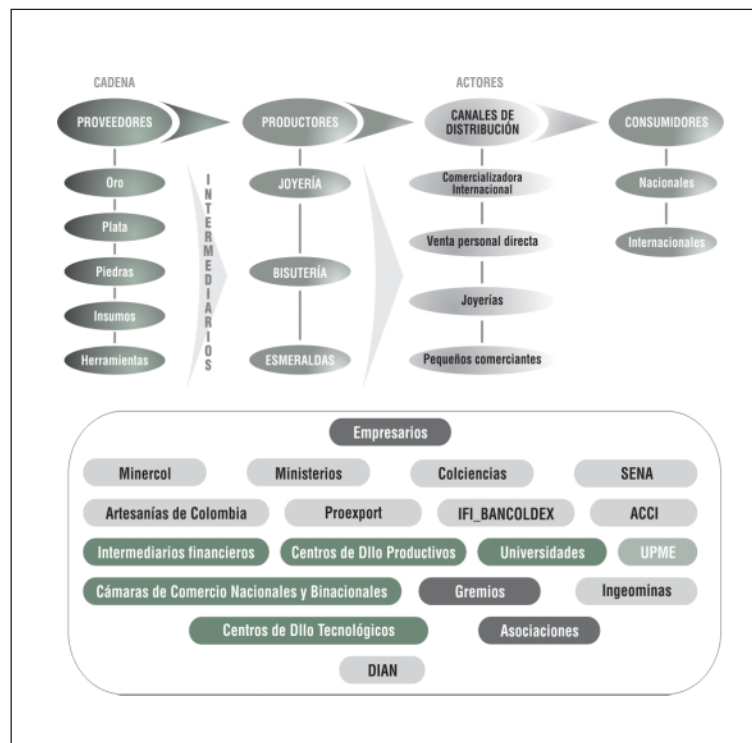 CADENA
ACTORES
PROVEEDORES
PRODUCTORES
CANALES DE
DISTRIBUCIÓN
CONSUMIDORES
Oro
Plata
Piedras
Insumos
Herramientas
INTERMEDIARIOS
JOYERÍA
BISUTERÍA
ESMERALDAS
Comercializadora
Internacional
Venta personal directa
Joyerías
Pequeños comerciantes
Nacionales
Internacionales
Empresarios
Minercol
Ministerios
Colciencias
SENA
Artesanías de Colombia
Proexport
IFI_BANCOLDEX
ACCI
Intermediarios financieros
Centros de Dllo Productivos
Universidades
UPME
Cámaras de Comercio Nacionales y Binacionales
Gremios
Ingeominas
Centros de Dllo Tecnológicos
Asociaciones
DIAN